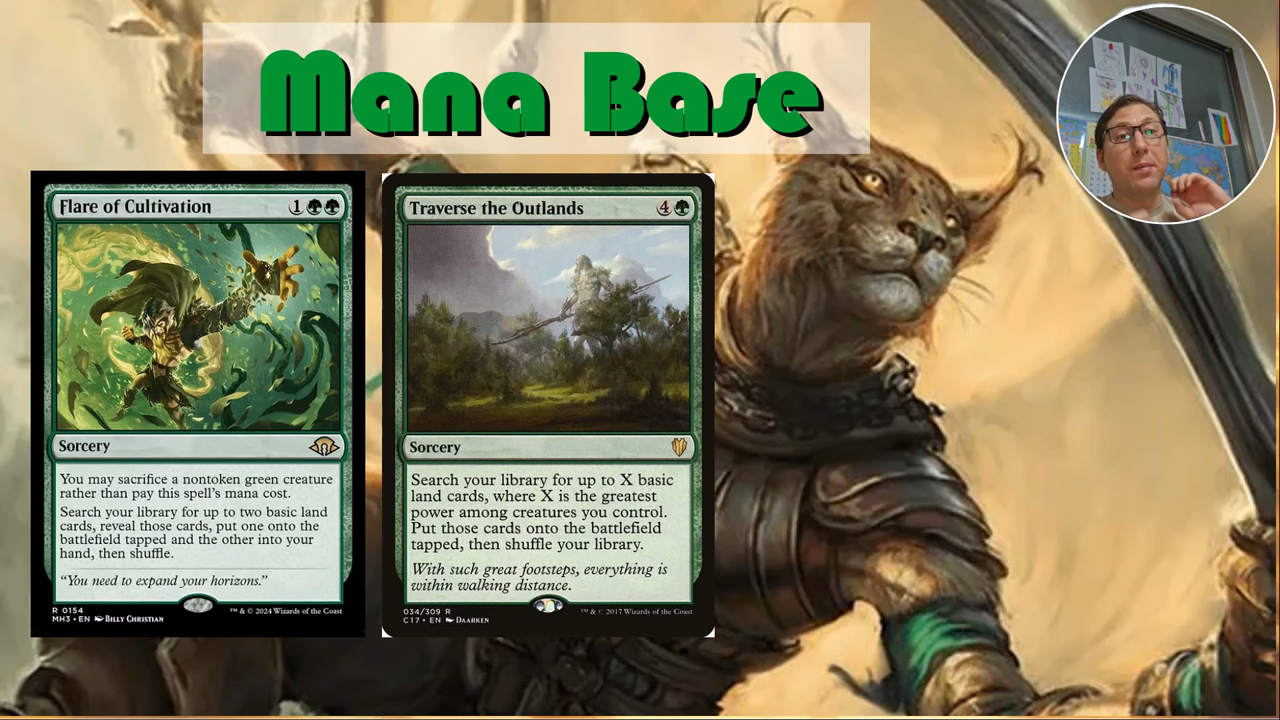 Mana Base
Flare of Cultivation 1
Sorcery
You may sacrifice a nontoken green creature
rather than pay this spell's mana cost.
Search your library for up to two basic land
cards, reveal those cards, put one onto the
battlefield tapped and the other into your
hand, then shuffle.
"You need to expand your horizons."
R 0154
MH3 • EN Billy Christian
™ & © 2024 Wizards of the Coast
Traverse the Outlands 4
Sorcery
Search your library for up to X basic
land cards, where X is the greatest
power among creatures you control.
Put those cards onto the battlefield
tapped, then shuffle your library.
With such great footsteps, everything is
within walking distance.
034/309 R
C17 • EN Daarken
™ & © 2017 Wizards of the Coast